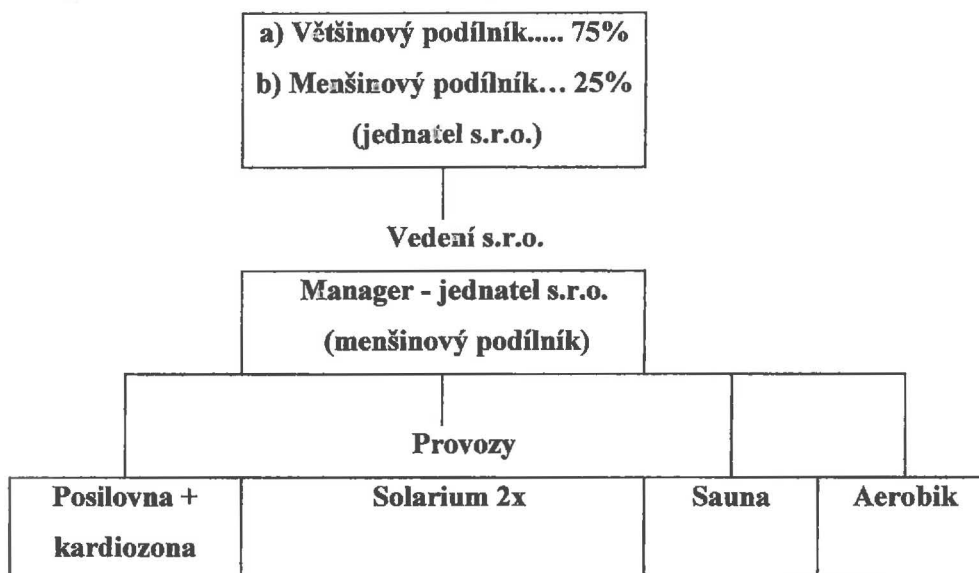 a) Většinový podílník..... 75%
b) Menšinový podílník... 25%
(jednatel s.r.o.)
Vedení s.r.o.
Manager - jednatel s.r.o.
(menšinový podílník)
Provozy
Posilovna +
kardiozona
Solarium 2x
Sauna
Aerobik